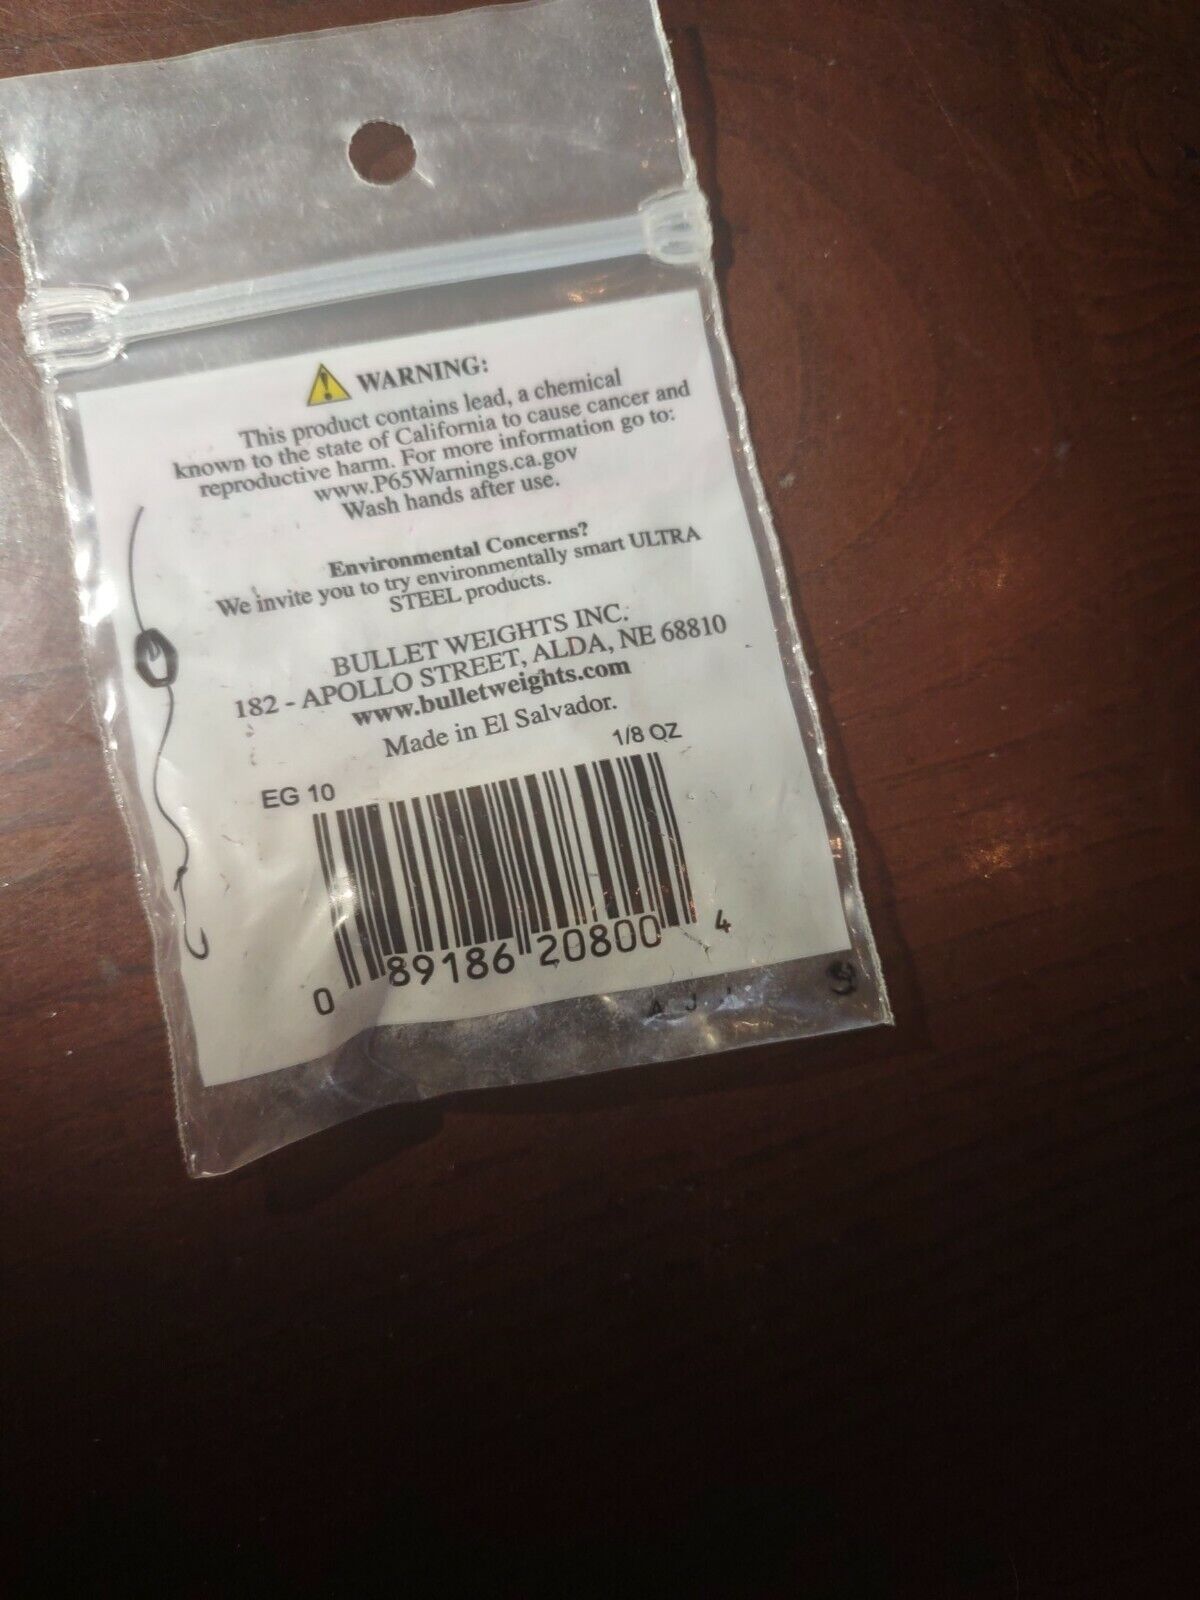 WARNING:
This product contains lead, a chemical
known to the state of California to cause cancer and
reproductive harm. For more information go to:
www.P65Warnings.ca.gov
Wash hands after use.
Environmental Concerns?
We invite you to try environmentally smart ULTRA
STEEL products.
BULLET WEIGHTS INC.
182 - APOLLO STREET, ALDA, NE 68810
www.bulletweights.com
Made in El Salvador.
EG 10 1/8 OZ
0 89186 20800 4